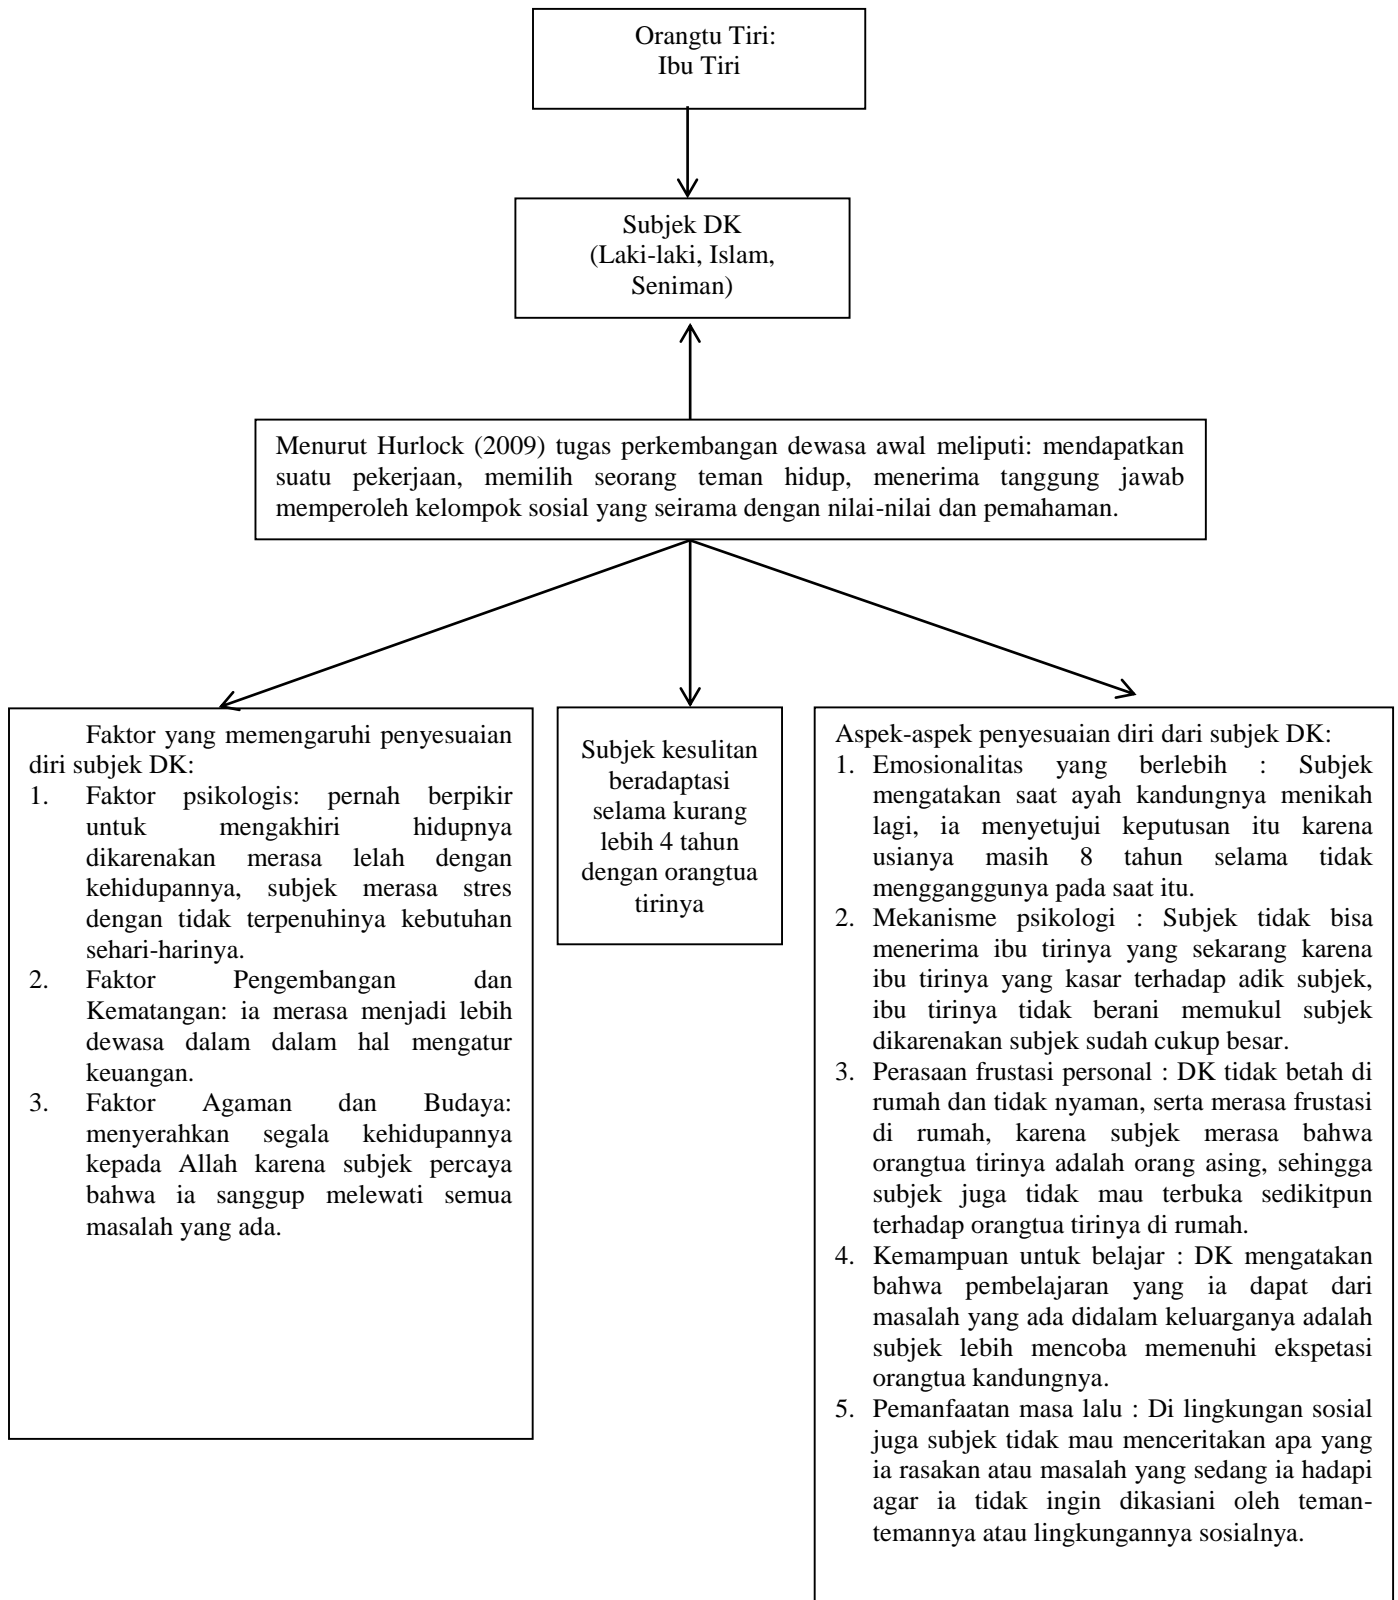 Orangtu Tiri:
Ibu Tiri
Subjek DK
(Laki-laki, Islam,
Seniman)
Menurut Hurlock (2009) tugas perkembangan dewasa awal meliputi: mendapatkan
suatu pekerjaan, memilih seorang teman hidup, menerima tanggung jawab
memperoleh kelompok sosial yang seirama dengan nilai-nilai dan pemahaman.
Faktor yang memengaruhi penyesuaian
diri subjek DK:
1. Faktor psikologis: pernah berpikir
untuk mengakhiri hidupnya
dikarenakan merasa lelah dengan
kehidupannya, subjek merasa stres
dengan tidak terpenuhinya kebutuhan
sehari-harinya.
2. Faktor Pengembangan dan
Kematangan: ia merasa menjadi lebih
dewasa dalam dalam hal mengatur
keuangan.
3. Faktor Agaman dan Budaya:
menyerahkan segala kehidupannya
kepada Allah karena subjek percaya
bahwa ia sanggup melewati semua
masalah yang ada.
Subjek kesulitan
beradaptasi
selama kurang
lebih 4 tahun
dengan orangtua
tirinya
Aspek-aspek penyesuaian diri dari subjek DK:
1. Emosionalitas yang berlebih : Subjek
mengatakan saat ayah kandungnya menikah
lagi, ia menyetujui keputusan itu karena
usianya masih 8 tahun selama tidak
mengganggunya pada saat itu.
2. Mekanisme psikologi : Subjek tidak bisa
menerima ibu tirinya yang sekarang karena
ibu tirinya yang kasar terhadap adik subjek,
ibu tirinya tidak berani memukul subjek
dikarenakan subjek sudah cukup besar.
3. Perasaan frustasi personal : DK tidak betah di
rumah dan tidak nyaman, serta merasa frustasi
di rumah, karena subjek merasa bahwa
orangtua tirinya adalah orang asing, sehingga
subjek juga tidak mau terbuka sedikitpun
terhadap orangtua tirinya di rumah.
4. Kemampuan untuk belajar : DK mengatakan
bahwa pembelajaran yang ia dapat dari
masalah yang ada didalam keluarganya adalah
subjek lebih mencoba memenuhi ekspetasi
orangtua kandungnya.
5. Pemanfaatan masa lalu : Di lingkungan sosial
juga subjek tidak mau menceritakan apa yang
ia rasakan atau masalah yang sedang ia hadapi
agar ia tidak ingin dikasiani oleh teman-
temannya atau lingkungannya sosialnya.